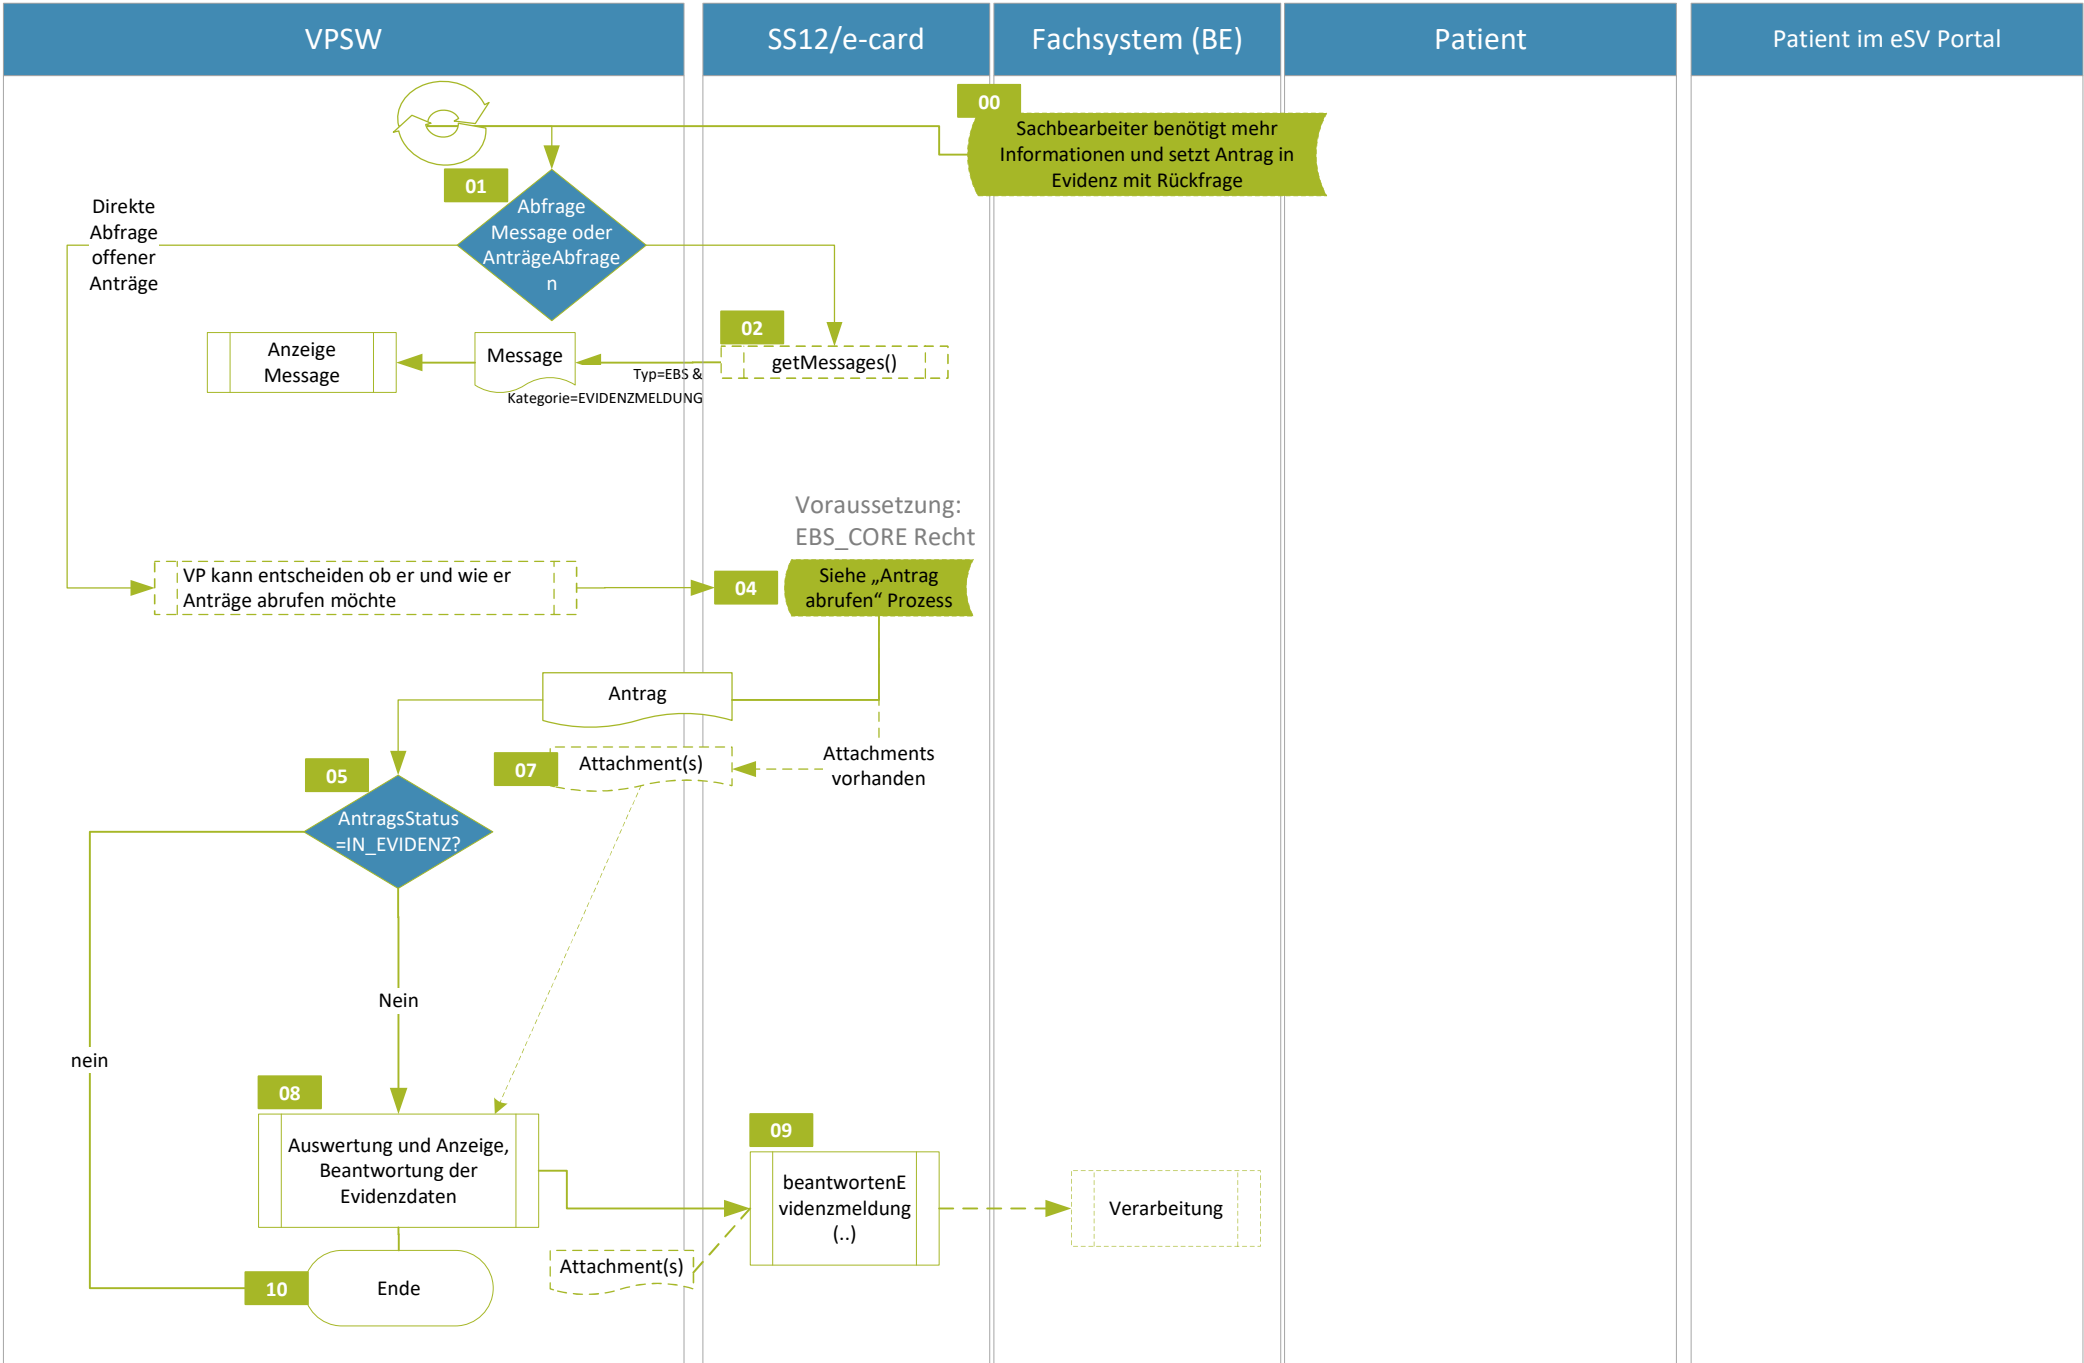 VPSW
SS12/e-card
Fachsystem (BE)
Patient
Patient im eSV Portal
00
Sachbearbeiter benötigt mehr
Informationen und setzt Antrag in
Evidenz mit Rückfrage
01
Abfrage
Message oder
AnträgeAbfrage
n
Direkte
Abfrage
offener
Anträge
02
getMessages()
Typ=EBS &
Kategorie=EVIDENZMELDUNG
Message
Anzeige
Message
Voraussetzung:
EBS_CORE Recht
VP kann entscheiden ob er und wie er
Anträge abrufen möchte
04
Siehe „Antrag
abrufen“ Prozess
Antrag
Attachments
vorhanden
07
Attachment(s)
05
AntragsStatus
=IN_EVIDENZ?
Nein
nein
08
Auswertung und Anzeige,
Beantwortung der
Evidenzdaten
09
beantwortenE
videnzmeldung
(..)
Verarbeitung
Attachment(s)
10
Ende